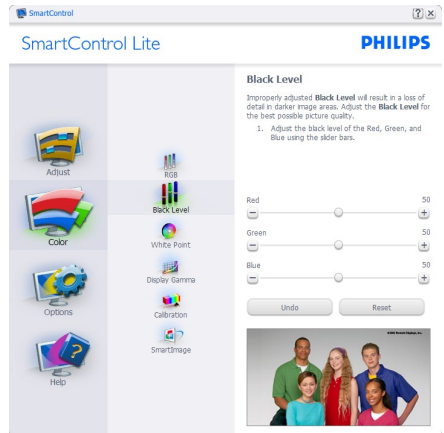 SmartControl
SmartControl Lite
PHILIPS
Adjust
Color
Options
Help
RGB
Black Level
White Point
Display Gamma
Calibration
SmartImage
Black Level
Improperly adjusted Black Level will result in a loss of
detail in darker image areas. Adjust the Black Level for
the best possible picture quality.
1. Adjust the black level of the Red, Green, and
Blue using the slider bars.
Red 50
Green 50
Blue 50
Undo Reset